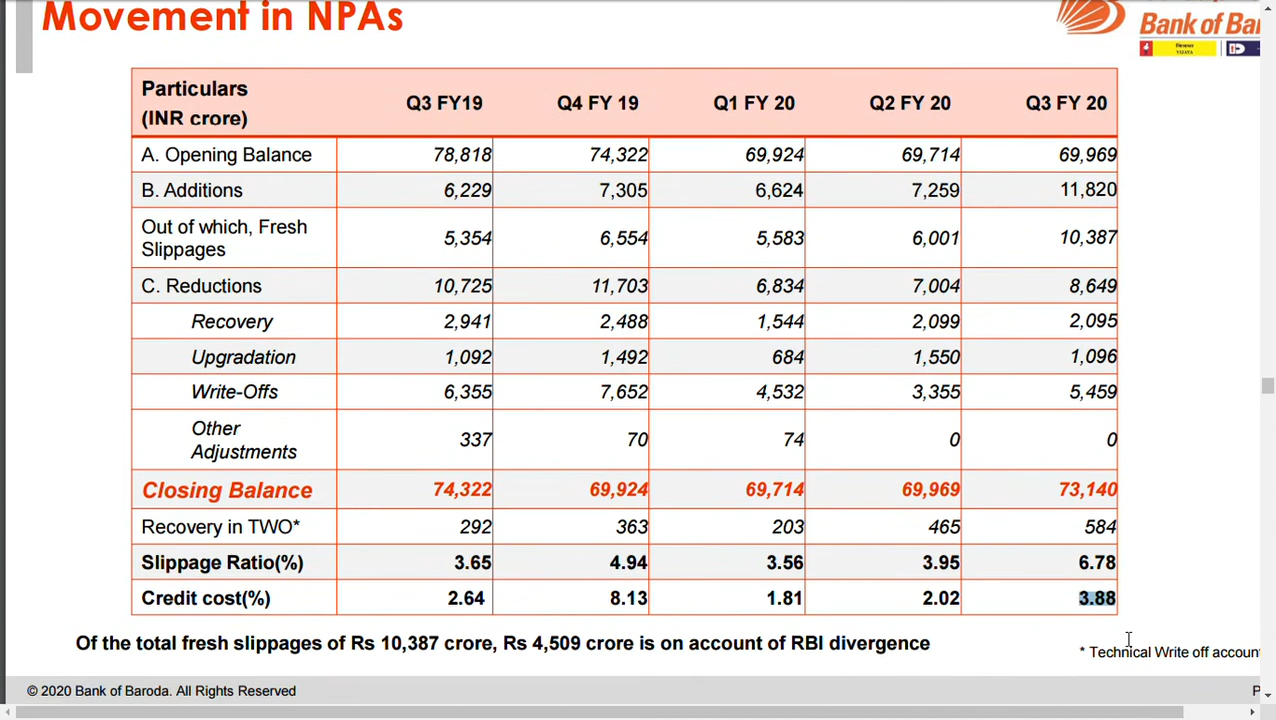 Movement in NPAs
Bank of Bar
विजया
VIJAYA
Particulars
(INR crore) Q3 FY19 Q4 FY 19 Q1 FY 20 Q2 FY 20 Q3 FY 20
A. Opening Balance 78,818 74,322 69,924 69,714 69,969
B. Additions 6,229 7,305 6,624 7,259 11,820
Out of which, Fresh
Slippages 5,354 6,554 5,583 6,001 10,387
C. Reductions 10,725 11,703 6,834 7,004 8,649
Recovery 2,941 2,488 1,544 2,099 2,095
Upgradation 1,092 1,492 684 1,550 1,096
Write-Offs 6,355 7,652 4,532 3,355 5,459
Other
Adjustments 337 70 74 0 0
Closing Balance 74,322 69,924 69,714 69,969 73,140
Recovery in TWO* 292 363 203 465 584
Slippage Ratio(%) 3.65 4.94 3.56 3.95 6.78
Credit cost(%) 2.64 8.13 1.81 2.02 3.88
Of the total fresh slippages of Rs 10,387 crore, Rs 4,509 crore is on account of RBI divergence
* Technical Write off accoun
© 2020 Bank of Baroda. All Rights Reserved
P